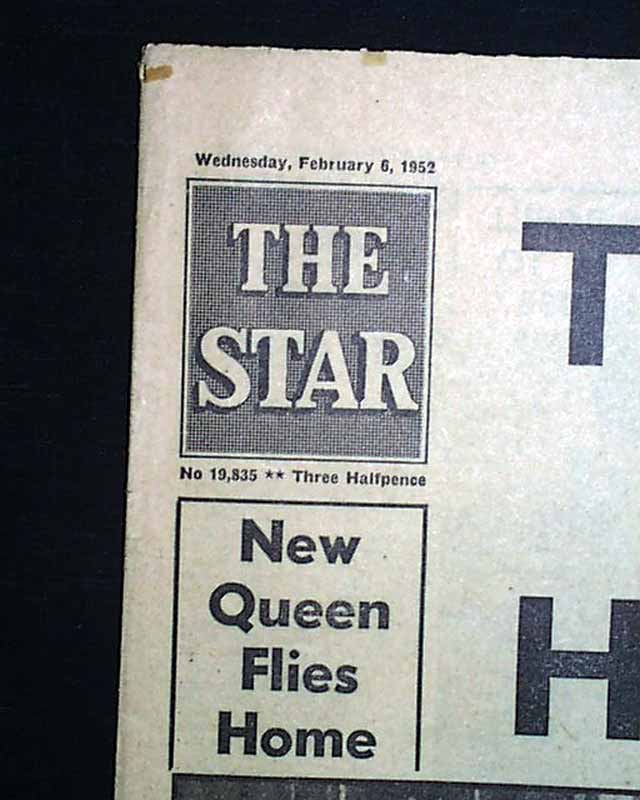 Wednesday, February 6, 1952
THE
STAR
No 19,835 ** Three Halfpence
New
Queen
Flies
Home
T
H